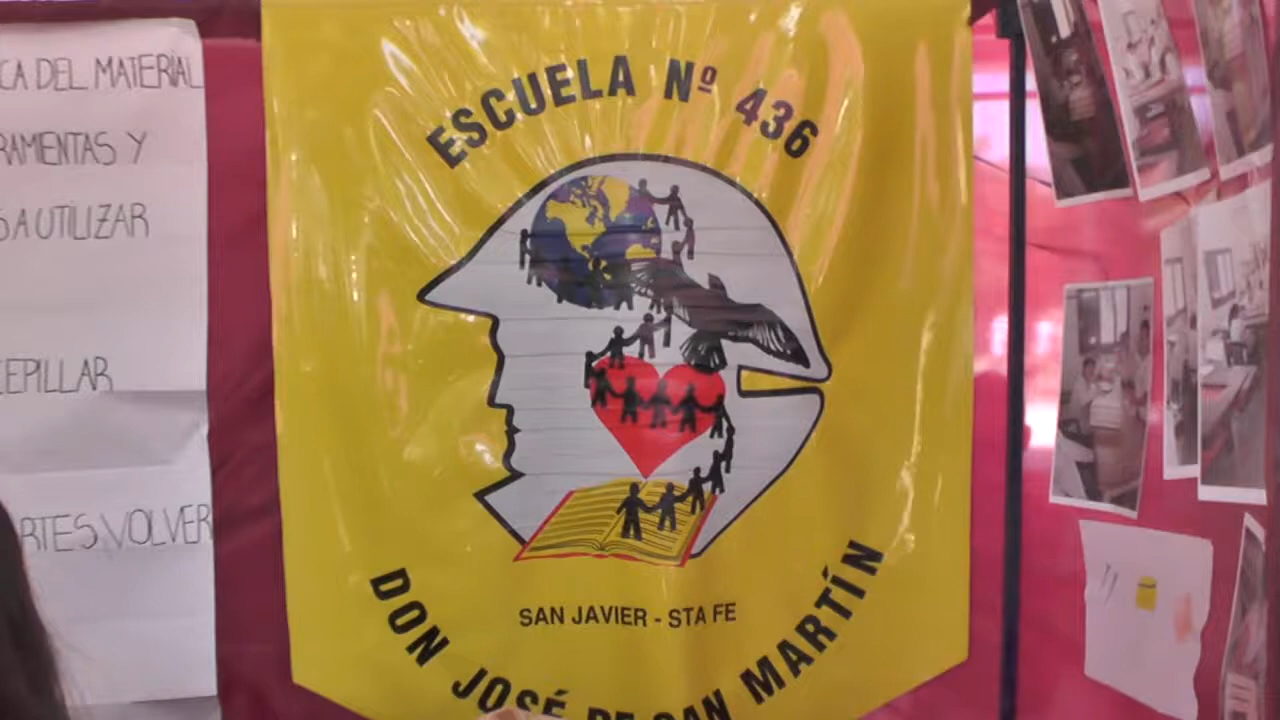 CA DEL MATERIAL
RAMIENTAS Y
S A UTILIZAR
CEPILLAR
RTES VOLVER
ESCUELA Nº 436
SAN JAVIER - STA FE
DON JOSÉ DE SAN MARTÍN